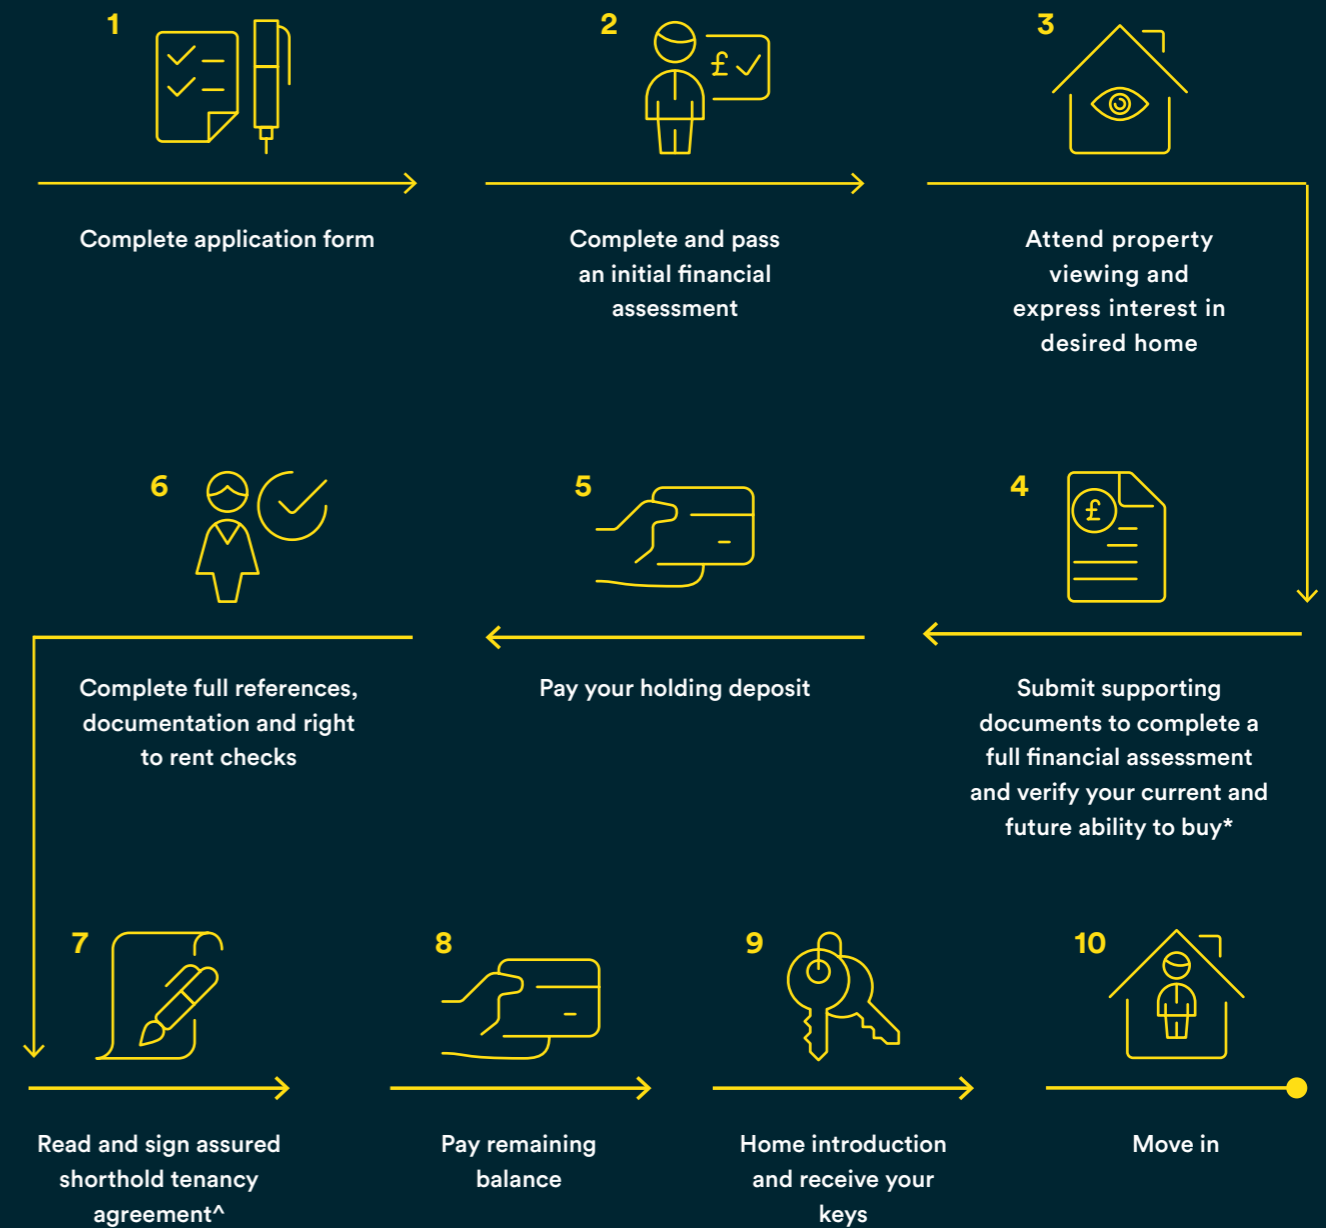 1
Complete application form
2
£
Complete and pass
an initial financial
assessment
3
Attend property
viewing and
express interest in
desired home
4
£
Submit supporting
documents to complete a
full financial assessment
and verify your current and
future ability to buy*
5
Pay your holding deposit
6
Complete full references,
documentation and right
to rent checks
7
Read and sign assured
shorthold tenancy
agreement^
8
Pay remaining
balance
9
Home introduction
and receive your
keys
10
Move in